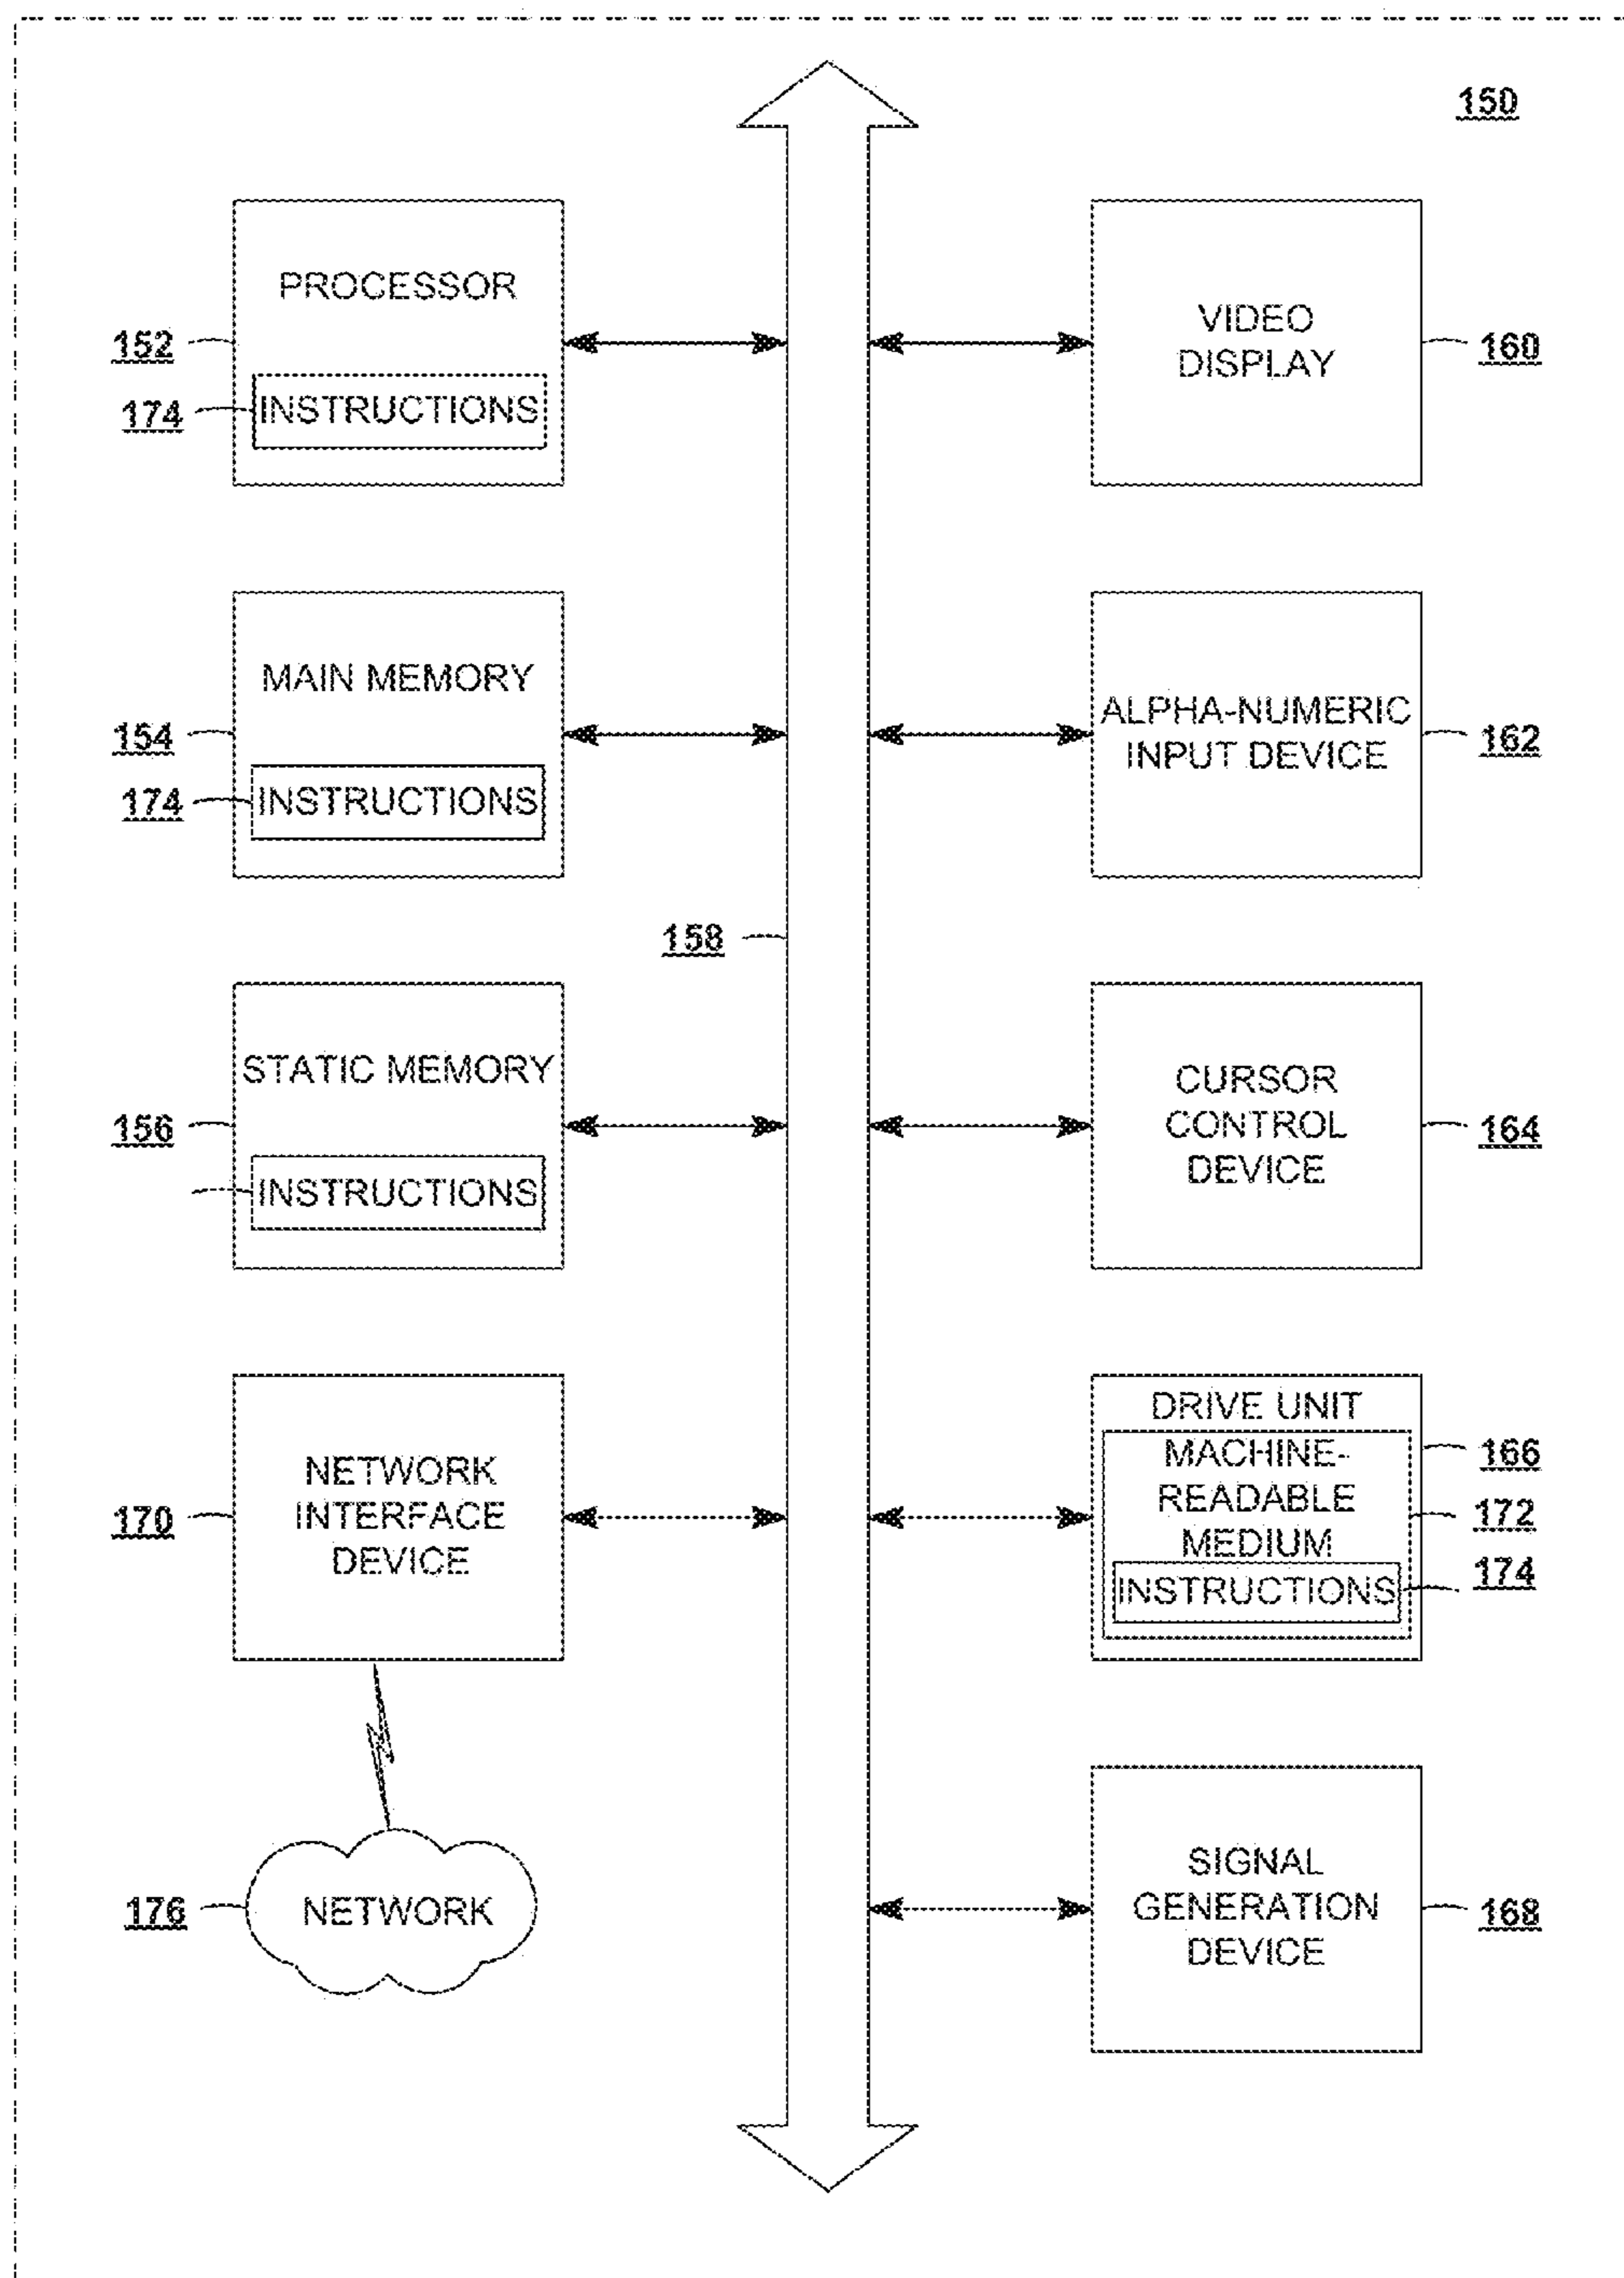 150
PROCESSOR
152
174
INSTRUCTIONS
VIDEO
DISPLAY
160
MAIN MEMORY
154
174
INSTRUCTIONS
ALPHA-NUMERIC
INPUT DEVICE
162
158
STATIC MEMORY
156
INSTRUCTIONS
CURSOR
CONTROL
DEVICE
164
NETWORK
INTERFACE
DEVICE
170
DRIVE UNIT
166
MACHINE-
READABLE
MEDIUM
172
INSTRUCTIONS
174
176
NETWORK
SIGNAL
GENERATION
DEVICE
168